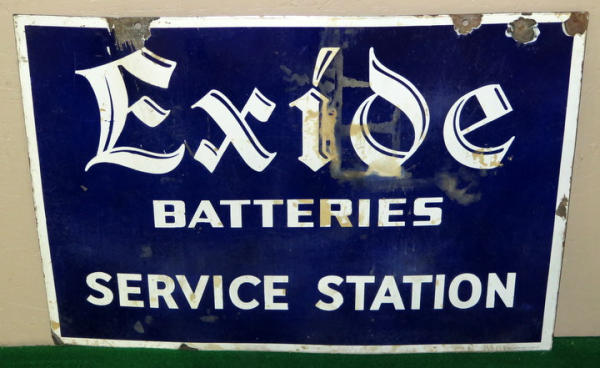 Exide
BATTERIES
SERVICE STATION